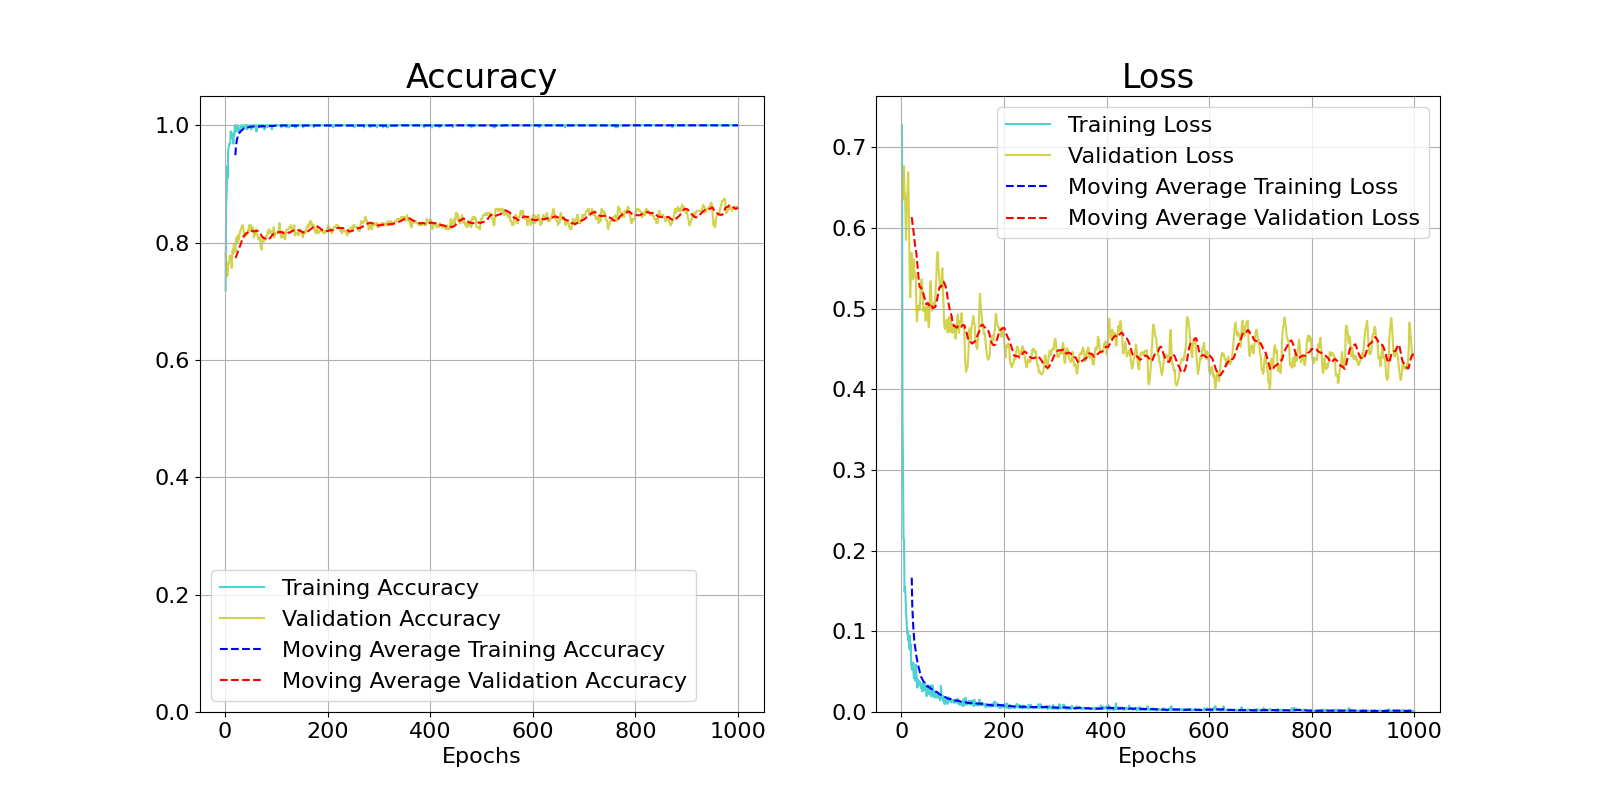 Accuracy
1.0
0.8
0.6
0.4
0.2
0.0
Training Accuracy
Validation Accuracy
Moving Average Training Accuracy
Moving Average Validation Accuracy
0 200 400 600 800 1000
Epochs
Loss
0.7
0.6
0.5
0.4
0.3
0.2
0.1
0.0
Training Loss
Validation Loss
Moving Average Training Loss
Moving Average Validation Loss
0 200 400 600 800 1000
Epochs